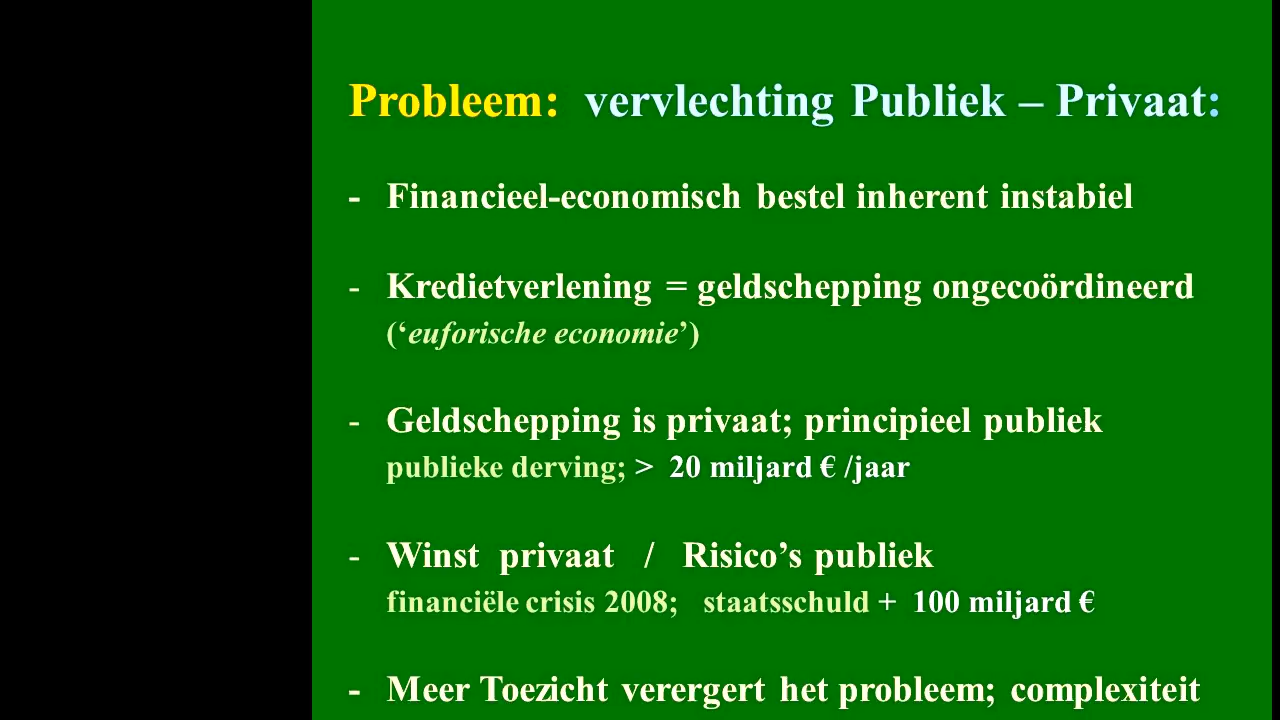 Probleem: vervlechting Publiek – Privaat:
- Financieel-economisch bestel inherent instabiel
- Kredietverlening = geldschepping ongecoördineerd
(‘euforische economie’)
- Geldschepping is privaat; principieel publiek
publieke derving; > 20 miljard € /jaar
- Winst privaat / Risico’s publiek
financiële crisis 2008; staatsschuld + 100 miljard €
- Meer Toezicht verergert het probleem; complexiteit